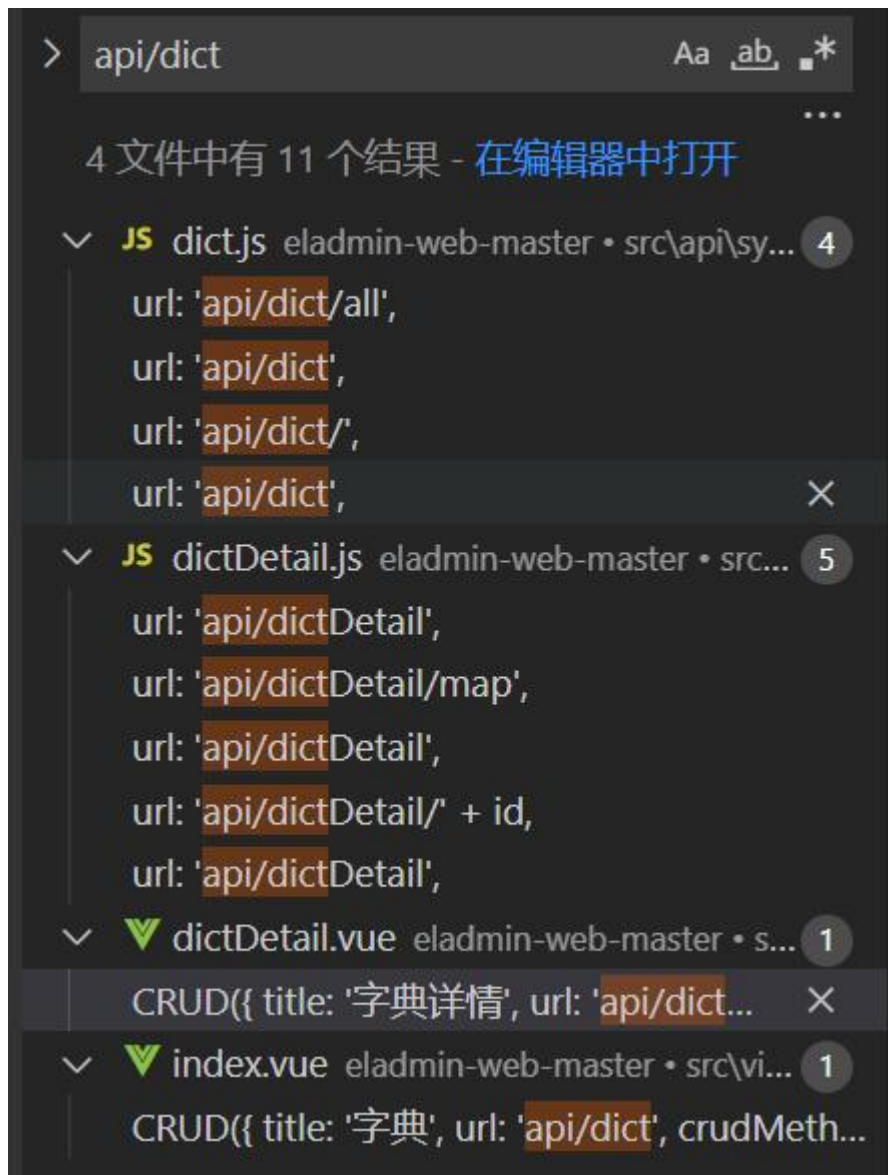 api/dict Aa ab *
...
4 文件中有 11 个结果 - 在编辑器中打开
JS dict.js eladmin-web-master • src\api\sy... 4
url: 'api/dict/all',
url: 'api/dict',
url: 'api/dict/',
url: 'api/dict',
JS dictDetail.js eladmin-web-master • src... 5
url: 'api/dictDetail',
url: 'api/dictDetail/map',
url: 'api/dictDetail',
url: 'api/dictDetail/' + id,
url: 'api/dictDetail',
dictDetail.vue eladmin-web-master • s... 1
CRUD({ title: '字典详情', url: 'api/dict...
index.vue eladmin-web-master • src\vi... 1
CRUD({ title: '字典', url: 'api/dict', crudMeth...